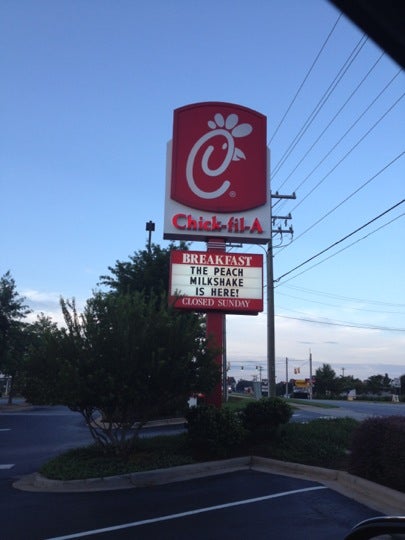 Chick-fil-A
BREAKFAST
THE PEACH
MILKSHAKE
IS HERE!
CLOSED SUNDAY